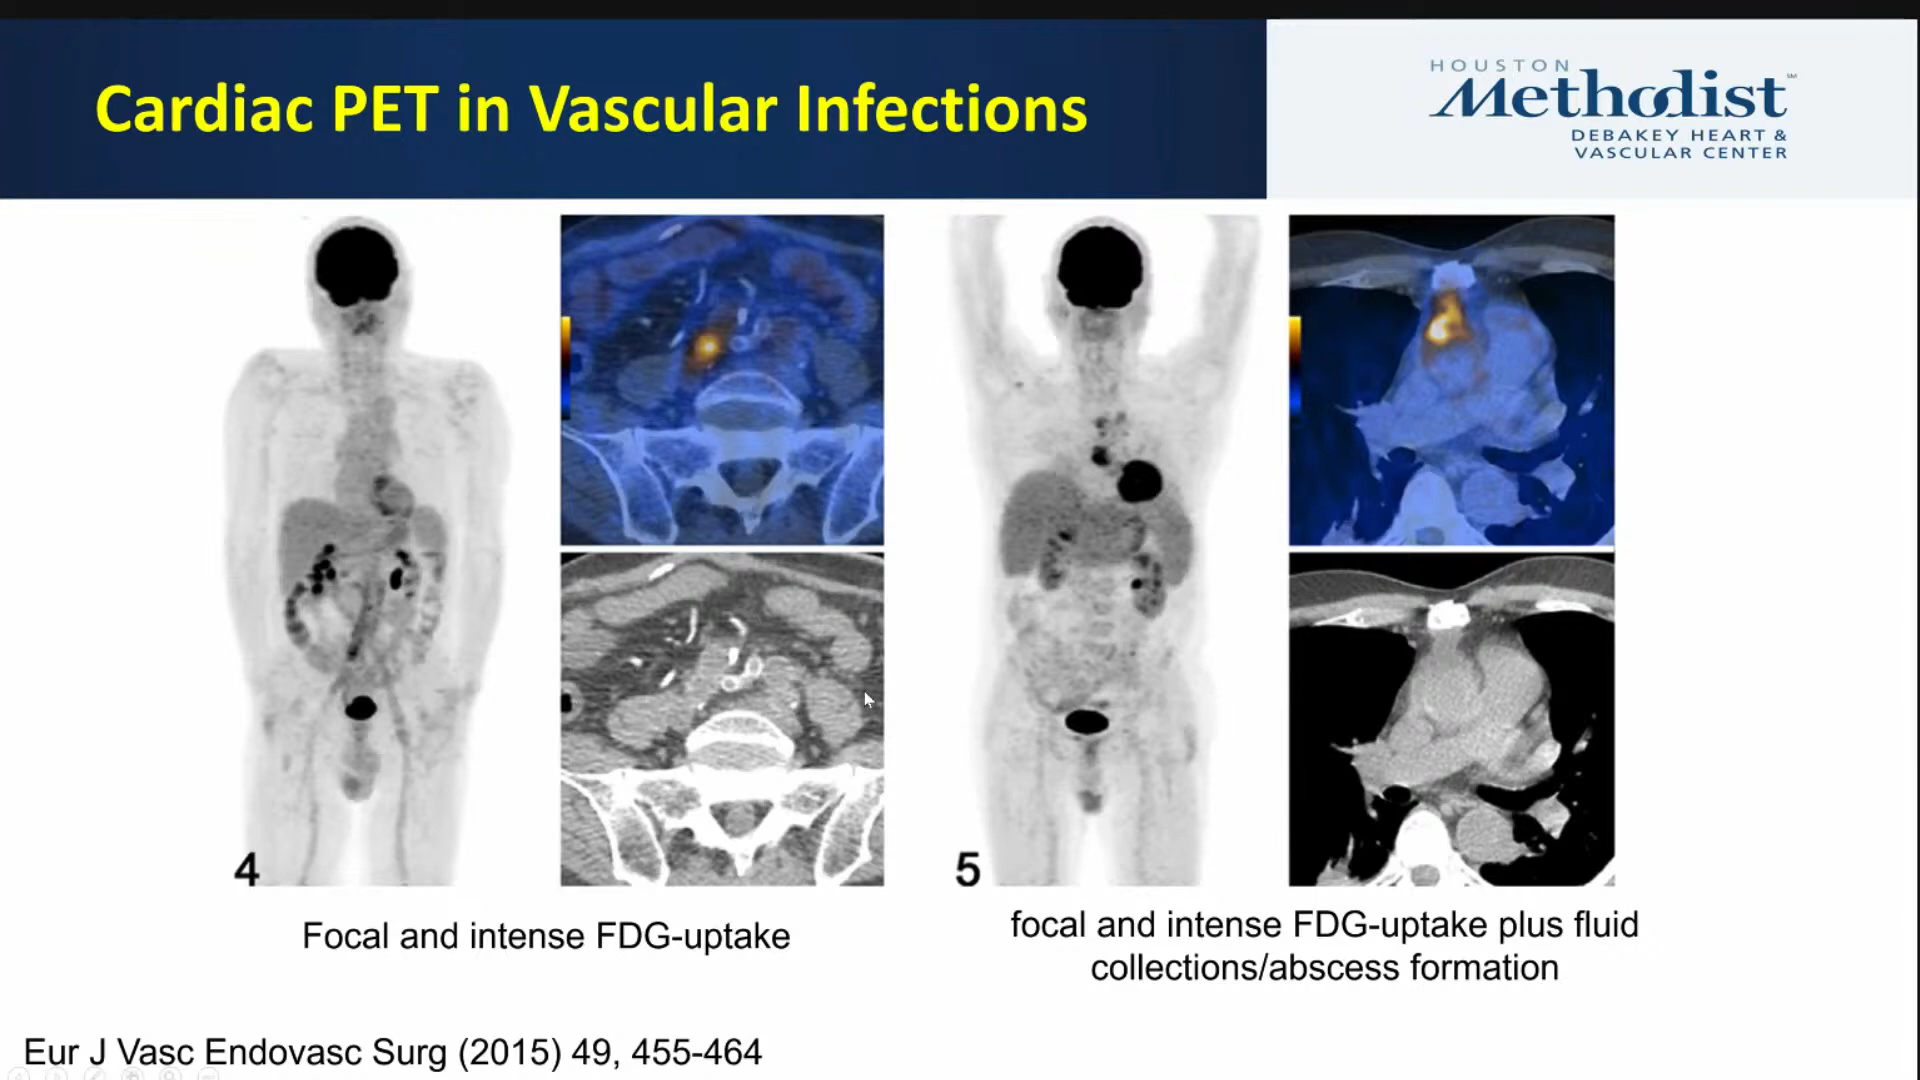 Cardiac PET in Vascular Infections
HOUSTON
Methodist
SM
DEBAKEY HEART &
VASCULAR CENTER
4
5
Focal and intense FDG-uptake
focal and intense FDG-uptake plus fluid
collections/abscess formation
Eur J Vasc Endovasc Surg (2015) 49, 455-464